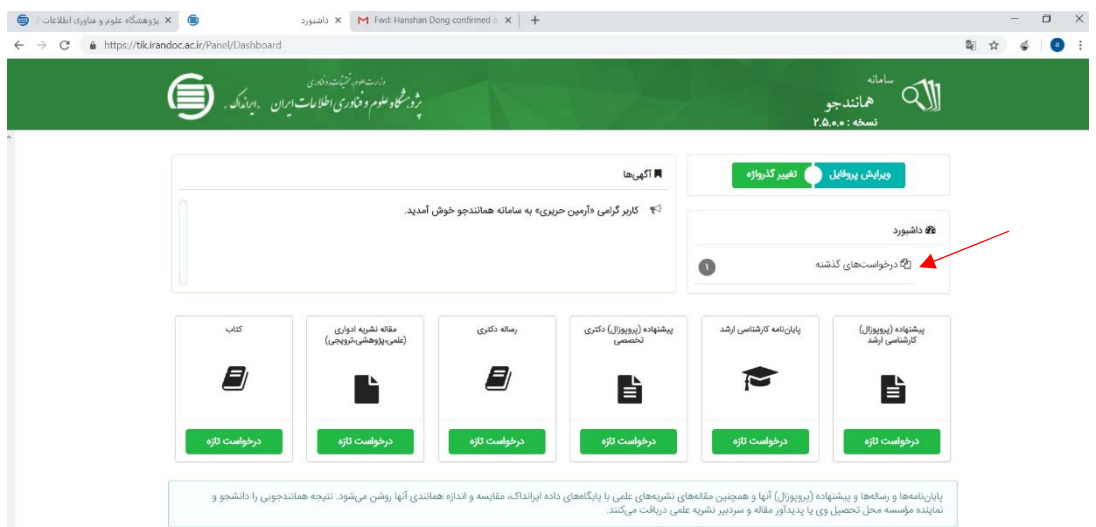 پژوهشگاه علوم و فناوری اطلاعات
داشبورد
Fwd: Hanshan Dong confirmed a
https://tik.irandoc.ac.ir/Panel/Dashboard
سامانه
همانندجو
نسخه : ۲.۵.۰.۰
وزارت علوم، تحقیقات و فناوری
پژوهشگاه علوم و فناوری اطلاعات ایران . ایرانداک .
ویرایش پروفایل
تغییر گذرواژه
آگهی‌ها
کاربر گرامی «آرمین حریری» به سامانه همانندجو خوش آمدید.
داشبورد
درخواست‌های گذشته
۱
پیشنهاده (پروپوزال)
کارشناسی ارشد
درخواست تازه
پایان‌نامه کارشناسی ارشد
درخواست تازه
پیشنهاده (پروپوزال) دکتری
تخصصی
درخواست تازه
رساله دکتری
درخواست تازه
مقاله نشریه ادواری
(علمی،پژوهشی،ترویجی)
درخواست تازه
کتاب
درخواست تازه
پایان‌نامه‌ها و رساله‌ها و پیشنهاده (پروپوزال) آنها و همچنین مقاله‌های نشریه‌های علمی با پایگاه‌های داده ایرانداک، مقایسه و اندازه همانندی آنها روشن می‌شود. نتیجه همانندجویی را دانشجو و
نماینده مؤسسه محل تحصیل وی یا پدیدآور مقاله و سردبیر نشریه علمی دریافت می‌کنند.